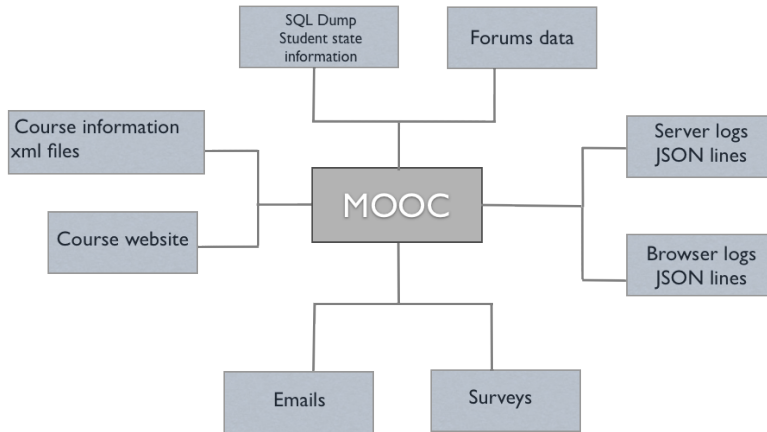 SQL Dump
Student state
information
Forums data
Course information
xml files
Server logs
JSON lines
MOOC
Course website
Browser logs
JSON lines
Emails
Surveys